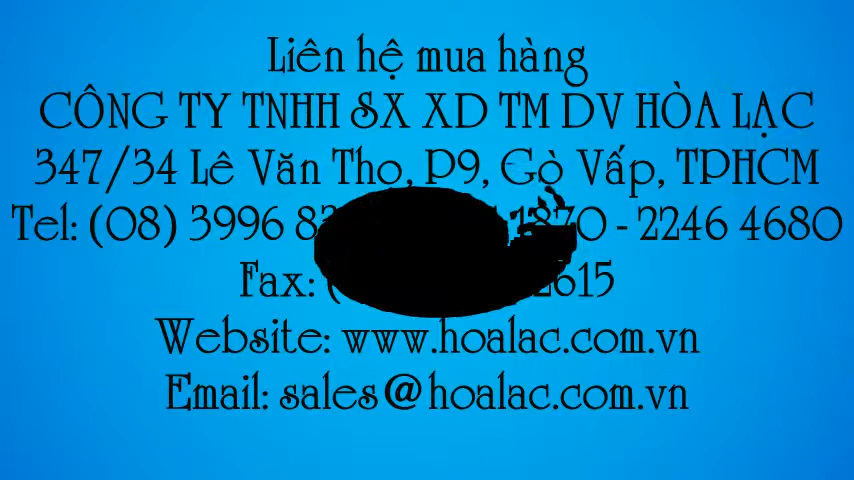 Liên hệ mua hàng
CÔNG TY TNHH SX XD TM DV HÒA LẠC
347/34 Lê Văn Thọ, P9, Gò Vấp, TPHCM
Tel: (08) 3996 - 2246 4680
Fax:
Website: www.hoalac.com.vn
Email: sales@hoalac.com.vn